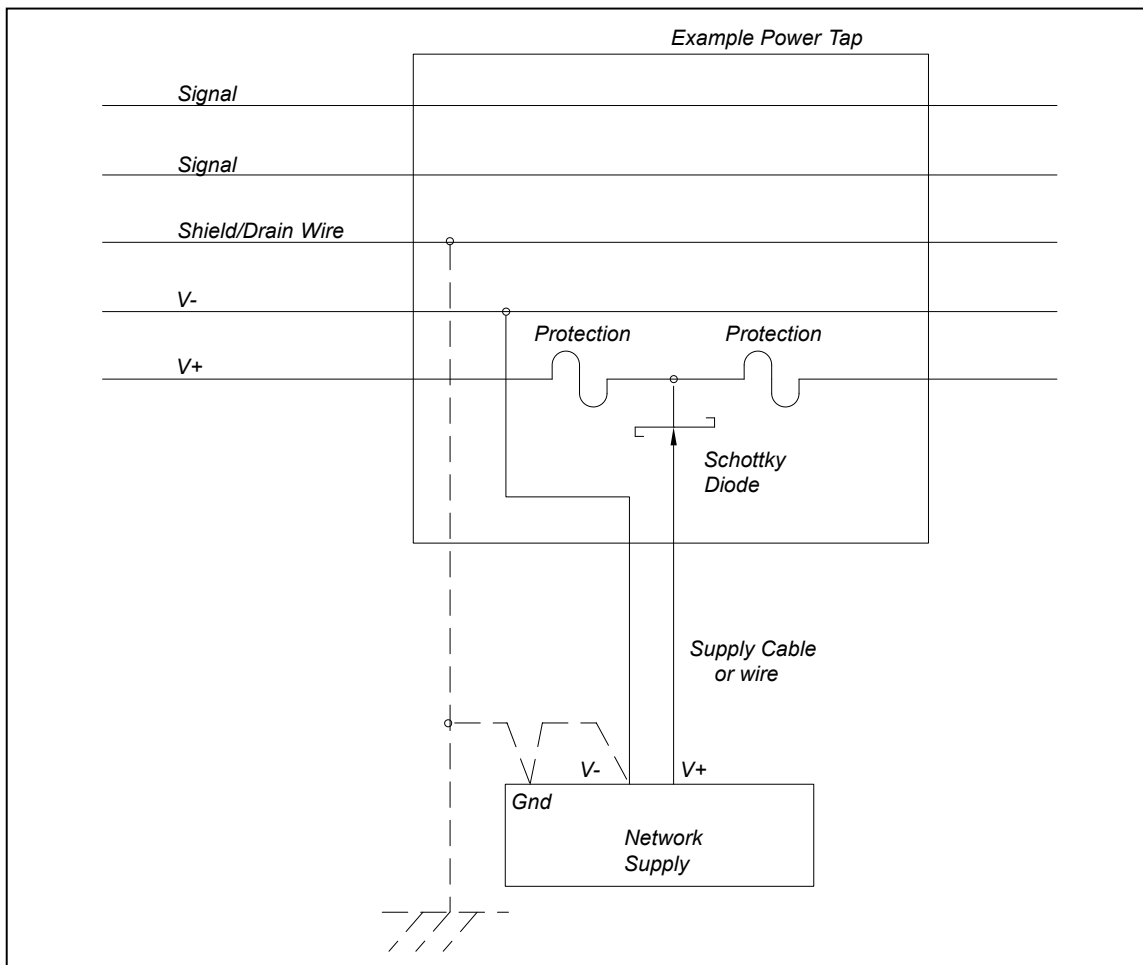 Example Power Tap
Signal
Signal
Shield/Drain Wire
V-
Protection
Protection
V+
Schottky
Diode
Supply Cable
or wire
V-
V+
Gnd
Network
Supply